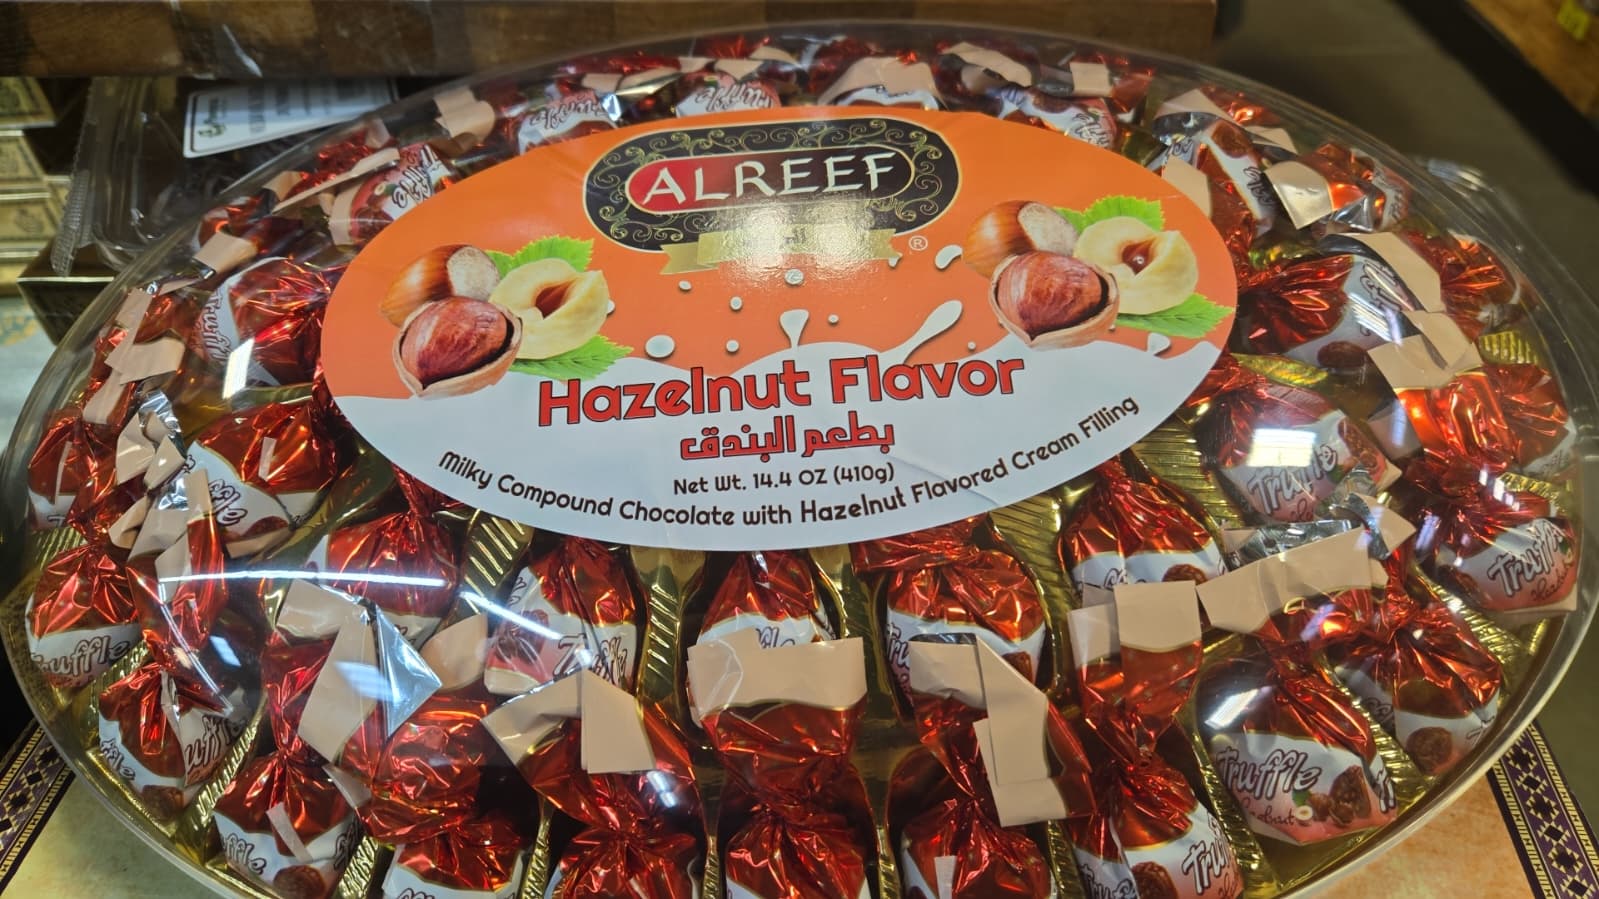 ALREEF
®
Hazelnut Flavor
بطعم البندق
Net Wt. 14.4 OZ (410g)
Milky Compound Chocolate with Hazelnut Flavored Cream Filling
Truffle
Truffle
Truffle
Hazelnut
Truffle